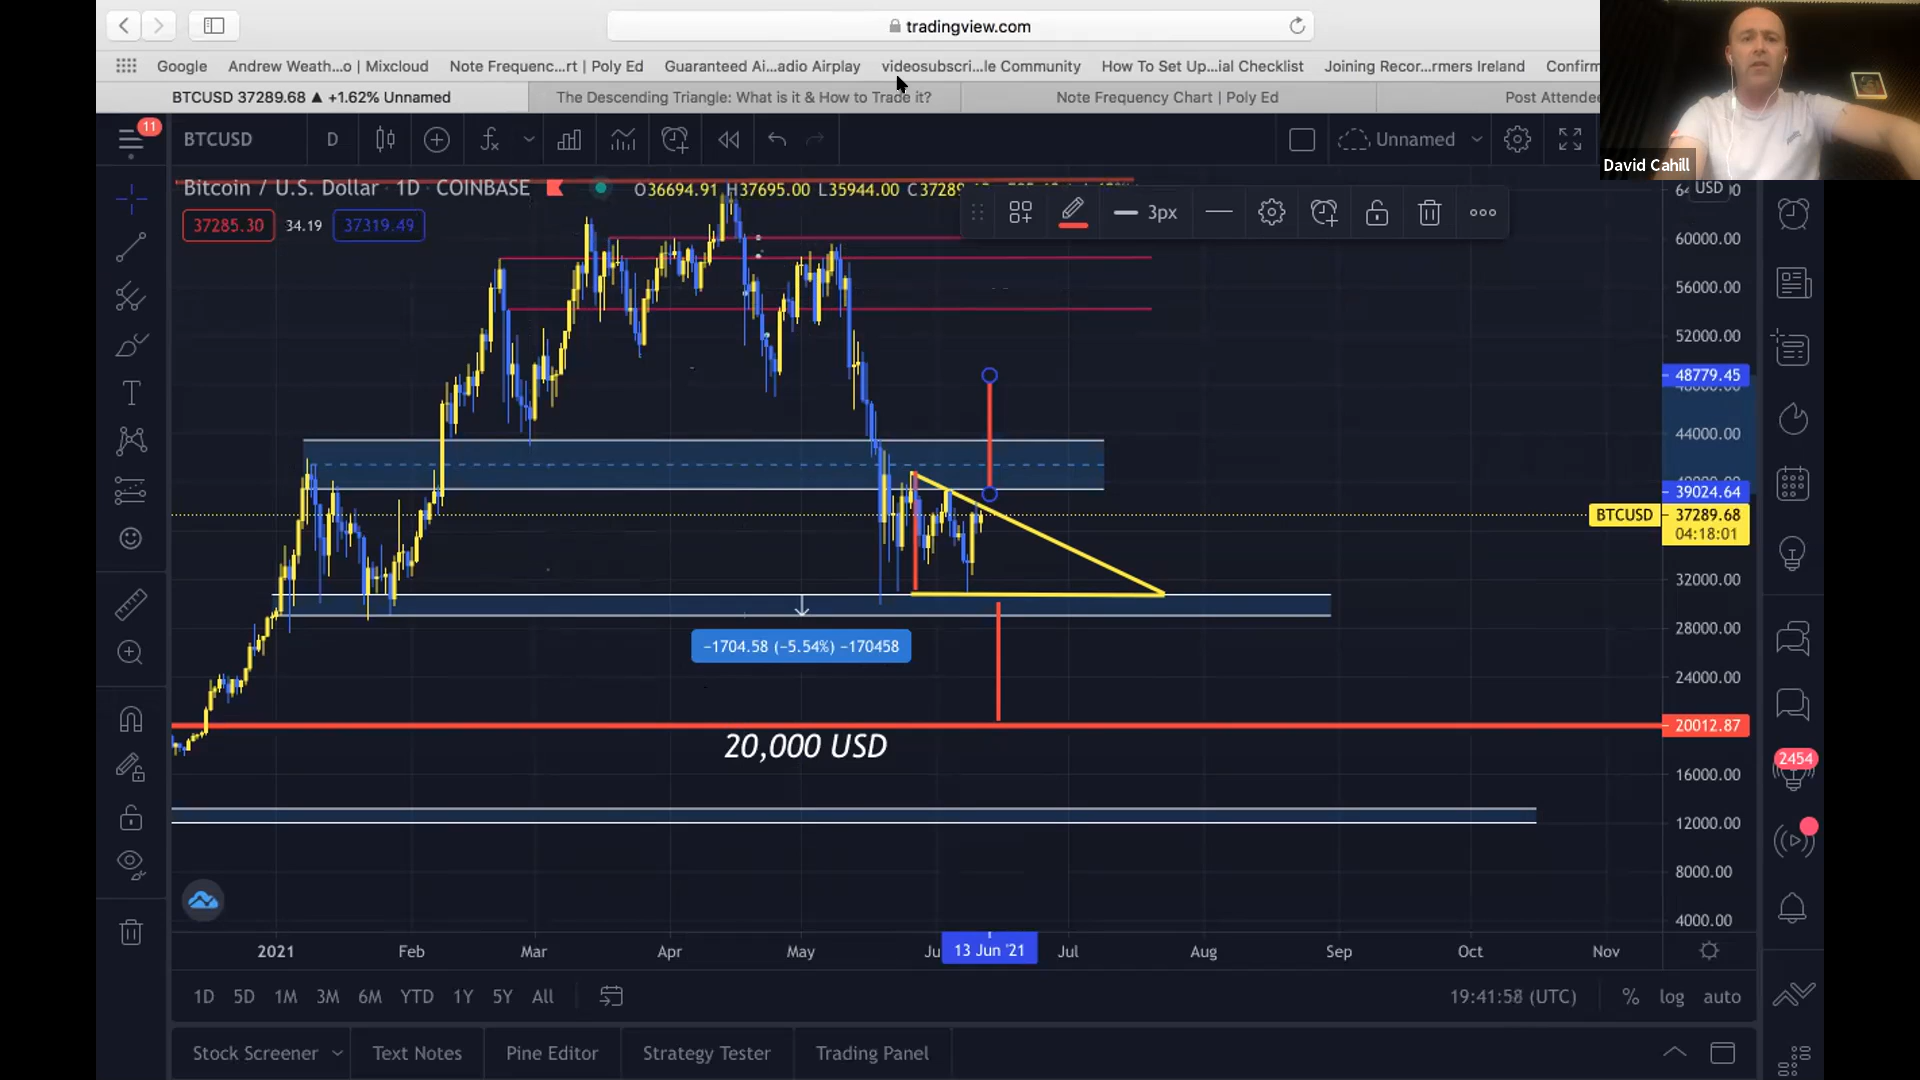 tradingview.com
Google Andrew Weath...o | Mixcloud Note Frequenc...rt | Poly Ed Guaranteed Ai...adio Airplay videosubscri...le Community How To Set Up...ial Checklist Joining Recor...rmers Ireland Confirm
BTCUSD 37289.68 ▲ +1.62% Unnamed The Descending Triangle: What is it & How to Trade it? Note Frequency Chart | Poly Ed Post Attendee
David Cahill
11
BTCUSD D Unnamed
Bitcoin / U.S. Dollar 1D COINBASE O36694.91 H37695.00 L35944.00 C37289
USD
37285.30 34.19 37319.49
3px
60000.00
56000.00
52000.00
48779.45
44000.00
39024.64
BTCUSD 37289.68
04:18:01
32000.00
28000.00
−1704.58 (−5.54%) −170458
24000.00
20012.87
20,000 USD
2454
16000.00
12000.00
8000.00
4000.00
2021 Feb Mar Apr May Ju 13 Jun '21 Jul Aug Sep Oct Nov
1D 5D 1M 3M 6M YTD 1Y 5Y All 19:41:58 (UTC) % log auto
Stock Screener Text Notes Pine Editor Strategy Tester Trading Panel